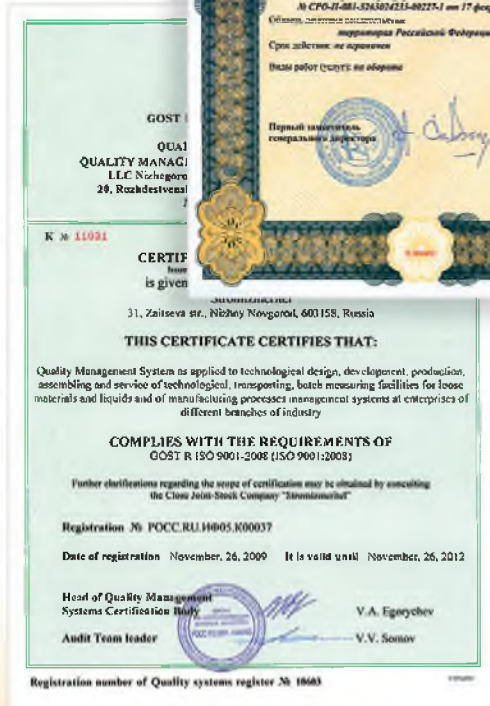 № СРО-П-081-5263024233-00227-1 от 17 фев
территория Российской Федерации
Срок действия: не ограничен
Виды работ (услуг): на обороте
Первый заместитель
генерального директора
GOST
QUAL
QUALITY MANAGE
LLC Nizhegoro
20, Rozhdestvensk
К № 11031
CERTIF
is given
31, Zaitseva str., Nizhny Novgorod, 603158, Russia
THIS CERTIFICATE CERTIFIES THAT:
Quality Management System as applied to technological design, development, production,
assembling and service of technological, transporting, batch measuring facilities for loose
materials and liquids and of manufacturing processes management systems at enterprises of
different branches of industry
COMPLIES WITH THE REQUIREMENTS OF
GOST R ISO 9001-2008 (ISO 9001:2008)
Further clarifications regarding the scope of certification may be obtained by consulting
the Close Joint-Stock Company "Stromizmeritel"
Registration № РОСС.RU.ИФ05.К00037
Date of registration November, 26, 2009 It is valid until November, 26, 2012
Head of Quality Management
Systems Certification Body
V.A. Egorychev
Audit Team leader
V.V. Somov
Registration number of Quality systems register № 10603